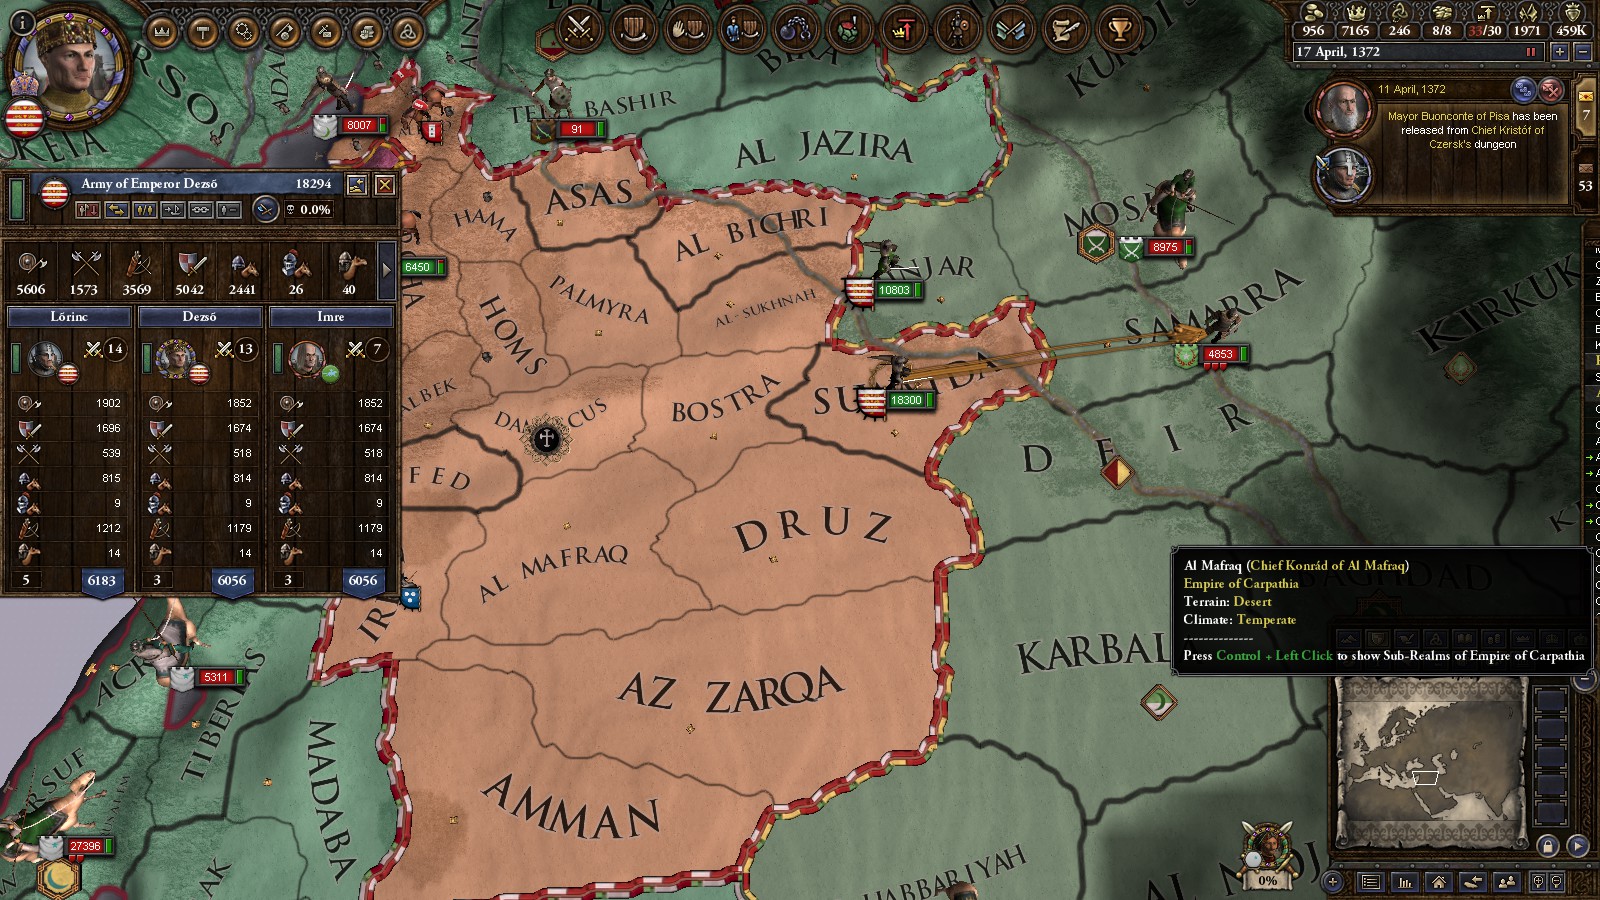 956 7165 246 8/8 33/30 1971 459K
17 April, 1372
11 April, 1372
Mayor Buonconte of Pisa has been
released from Chief Kristóf of
Czersk's dungeon
7
53
Army of Emperor Dezső 18294
0.0%
5606 1573 3569 5042 2441 26 40
Lőrinc Dezső Imre
14 13 7
1902 1852 1852
1696 1674 1674
539 518 518
815 814 814
9 9 9
1212 1179 1179
14 14 14
5 6183 3 6056 3 6056
TELL BASHIR
BIRA
KURDI
AL JAZIRA
8007
91
ASAS
HAMA
AL BICHRI
MOSUL
8975
6450
PALMYRA
AL-SUKHNAH
10803
HOMS
SAMARRA
KIRKUK
4853
18300
BOSTRA
DAMASCUS
DEIR
DRUZ
AL MAFRAQ
AZ ZARQA
KARBAL
AMMAN
MADABA
TIBERIAS
5311
27396
Al Mafraq (Chief Konrád of Al Mafraq)
Empire of Carpathia
Terrain: Desert
Climate: Temperate
--------------
Press Control + Left Click to show Sub-Realms of Empire of Carpathia
0%